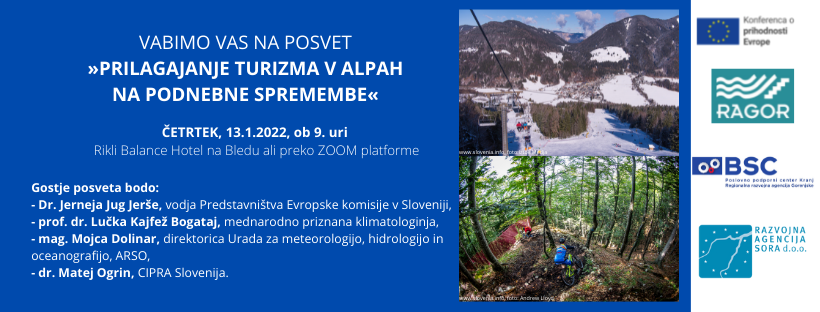 VABIMO VAS NA POSVET
»PRILAGAJANJE TURIZMA V ALPAH
NA PODNEBNE SPREMEMBE«
ČETRTEK, 13.1.2022, ob 9. uri
Rikli Balance Hotel na Bledu ali preko ZOOM platforme
Gostje posveta bodo:
- Dr. Jerneja Jug Jerše, vodja Predstavništva Evropske komisije v Sloveniji,
- prof. dr. Lučka Kajfež Bogataj, mednarodno priznana klimatologinja,
- mag. Mojca Dolinar, direktorica Urada za meteorologijo, hidrologijo in
oceanografijo, ARSO,
- dr. Matej Ogrin, CIPRA Slovenija.
www.slovenia.info, foto:
www.slovenia.info, foto: Andrew Lloyd
Konferenca o
prihodnosti
Evrope
RAGOR
BSC
Poslovno podporni center Kranj
Regionalna razvojna agencija Gorenjske
RAZVOJNA
AGENCIJA
SORA d.o.o.